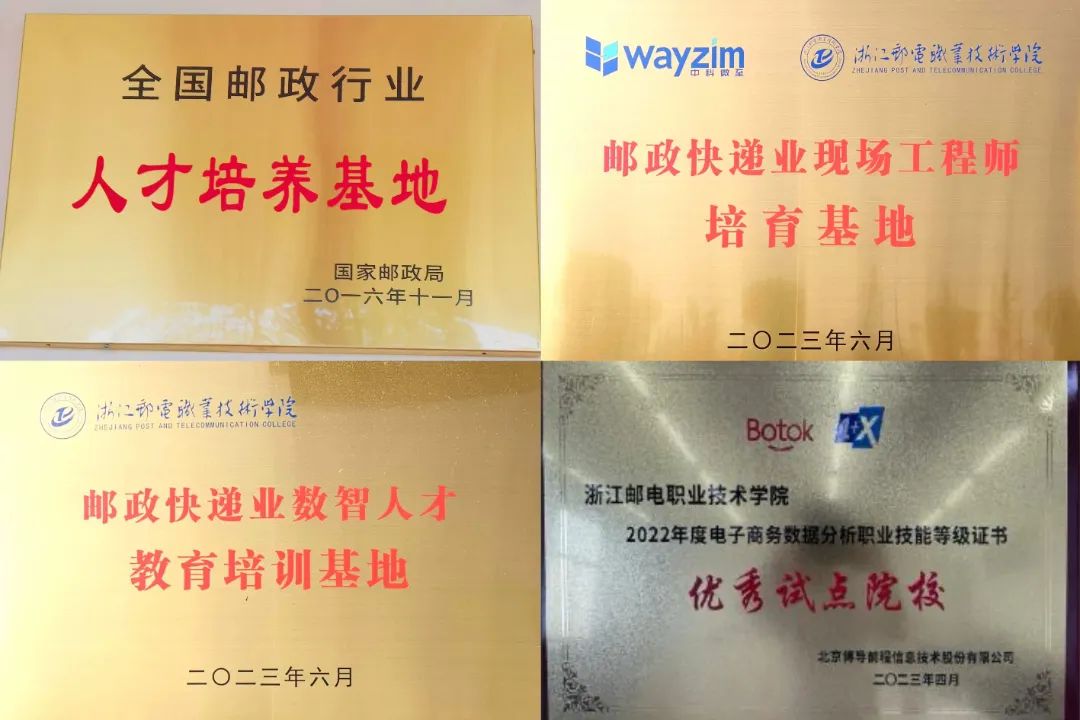 全国邮政行业
人才培养基地
国家邮政局
二〇一六年十一月
Wayzim
中科微至
浙江邮电职业技術学院
ZHEJIANG POST AND TELECOMMUNICATION COLLEGE
邮政快递业现场工程师
培育基地
二〇二三年六月
浙江邮电職業技術学院
ZHEJIANG POST AND TELECOMMUNICATION COLLEGE
邮政快递业数智人才
教育培训基地
二〇二三年六月
Botok
1+X
浙江邮电职业技术学院
2022年度电子商务数据分析职业技能等级证书
优秀试点院校
北京博导前程信息技术股份有限公司
二〇二三年四月